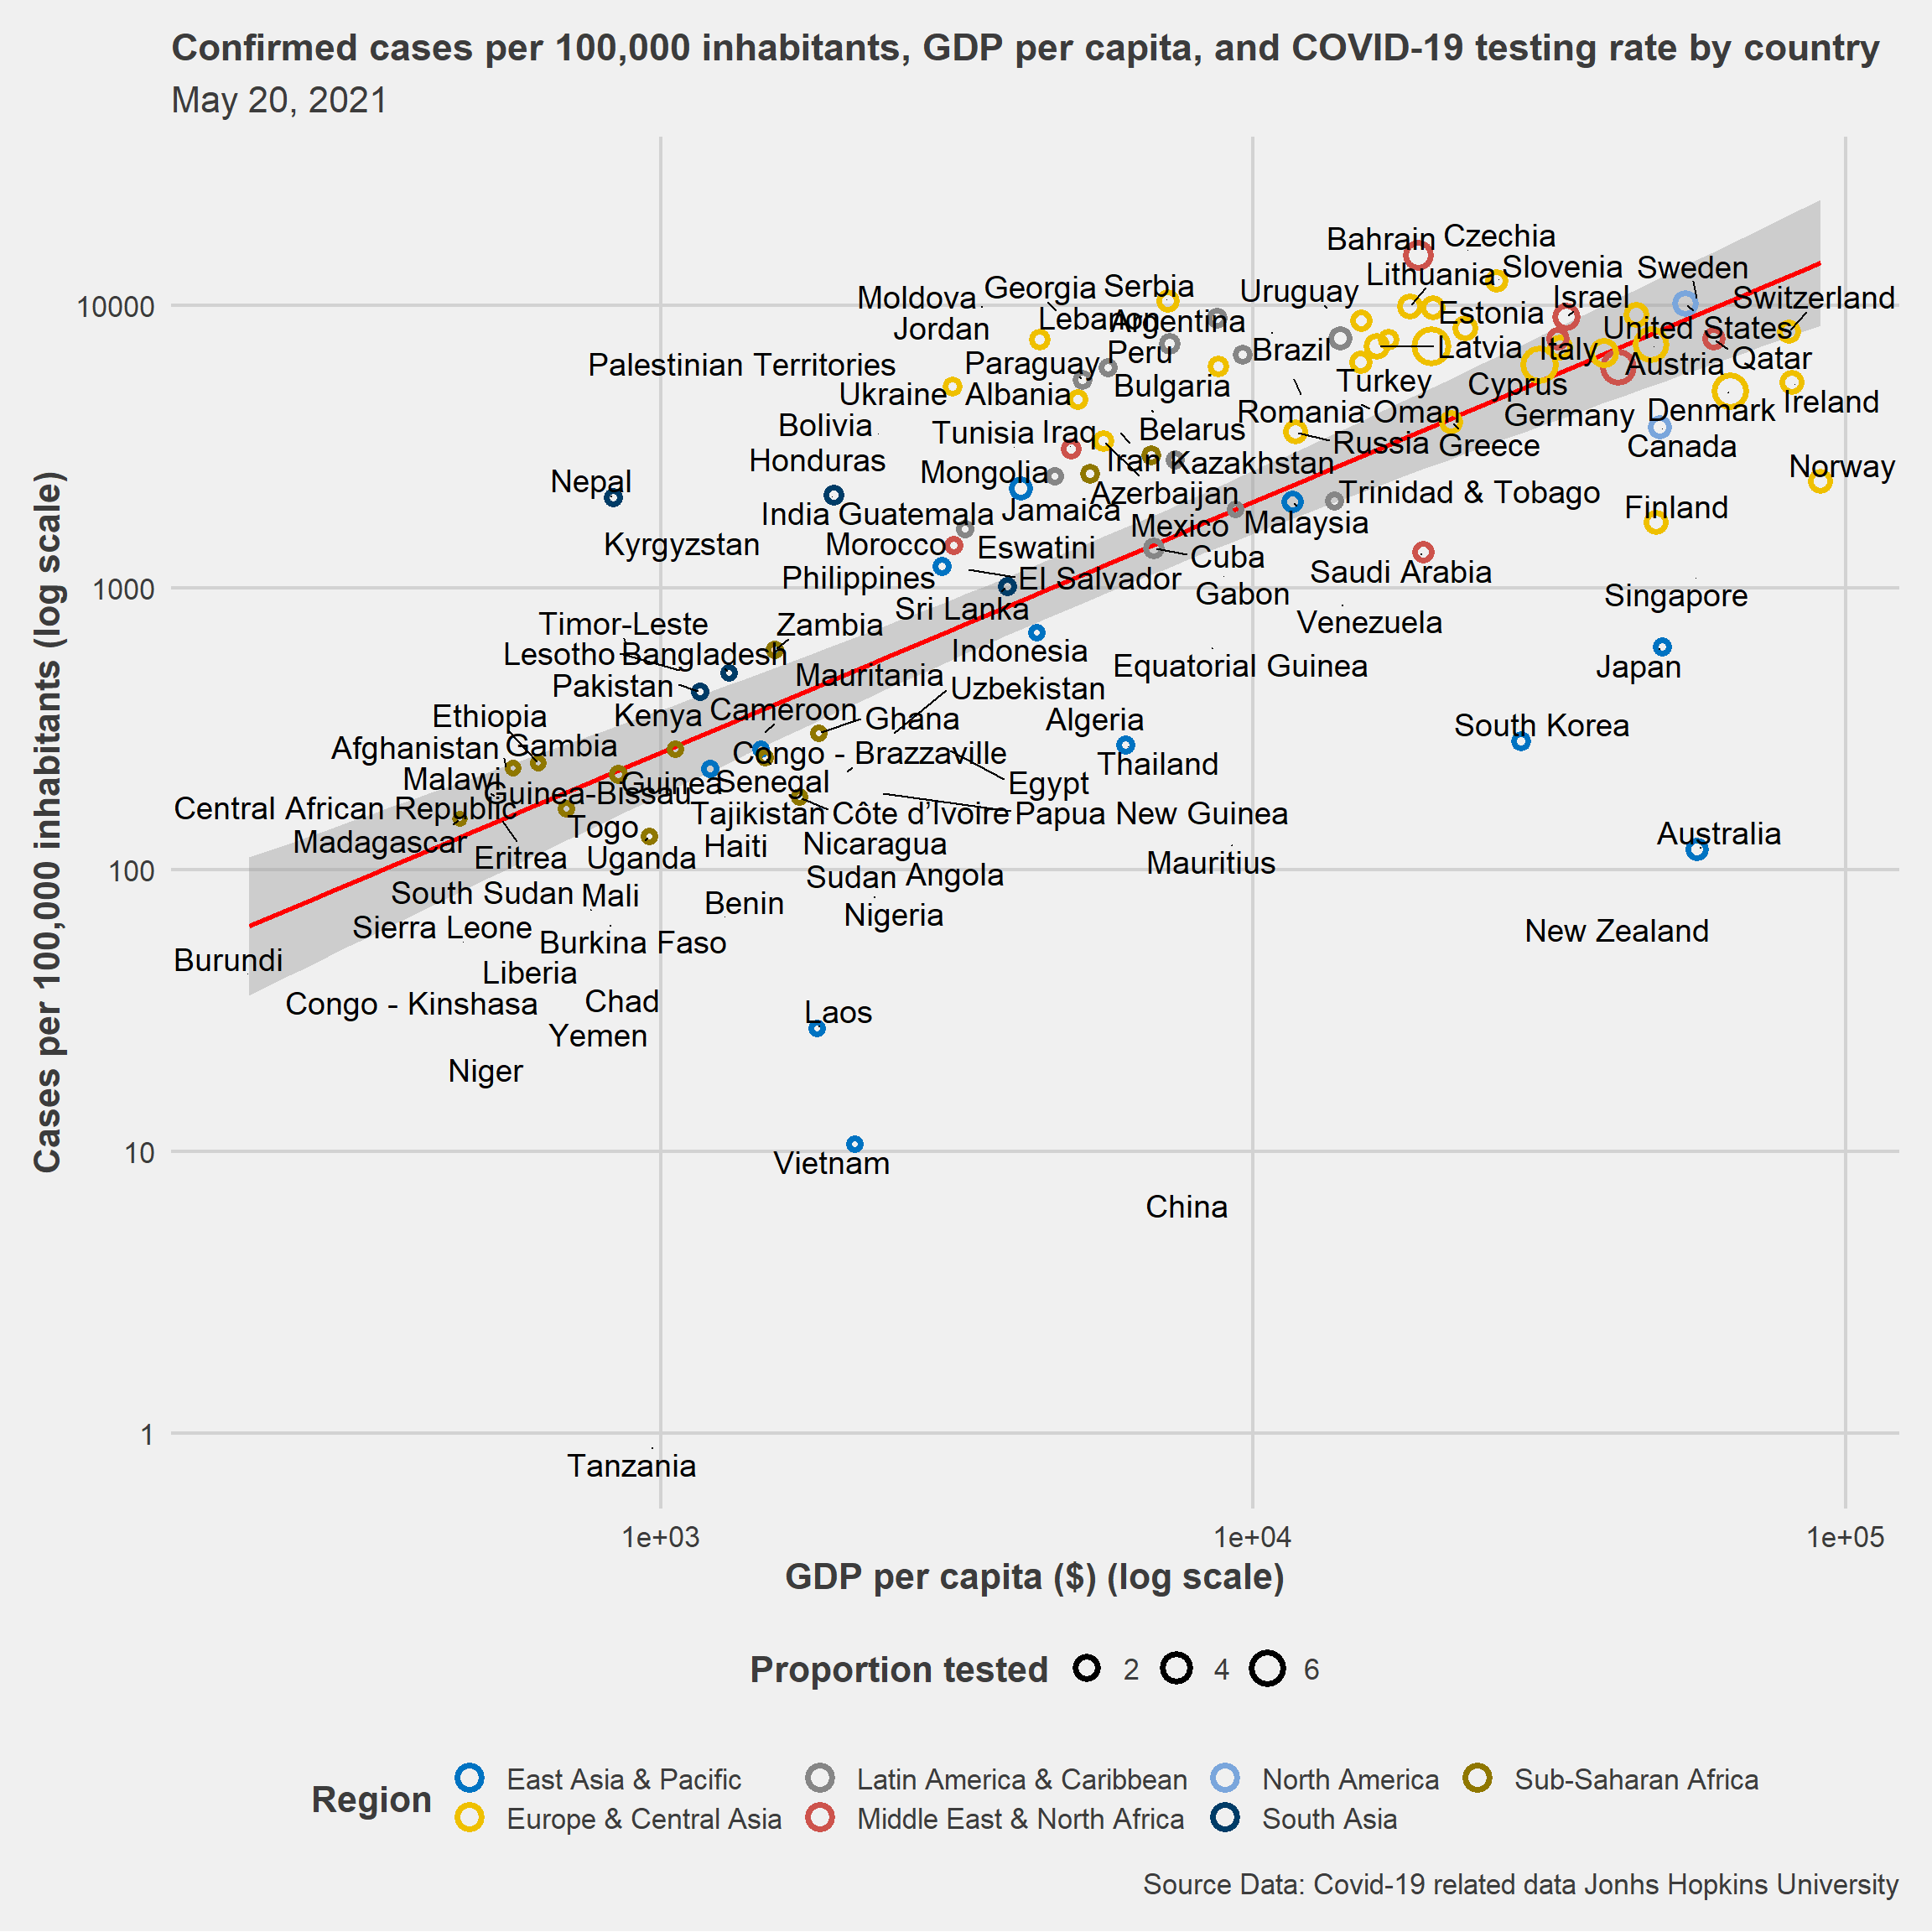 Confirmed cases per 100,000 inhabitants, GDP per capita, and COVID-19 testing rate by country
May 20, 2021
Cases per 100,000 inhabitants (log scale)
10000
1000
100
10
1
Bahrain
Czechia
Lithuania
Slovenia
Sweden
Moldova
Georgia
Serbia
Uruguay
Israel
Switzerland
Jordan
Lebanon
Argentina
Estonia
United States
Palestinian Territories
Paraguay
Peru
Brazil
Latvia
Italy
Austria
Qatar
Ukraine
Albania
Bulgaria
Turkey
Cyprus
Bolivia
Tunisia
Iraq
Belarus
Romania
Oman
Germany
Denmark
Ireland
Honduras
Mongolia
Iran
Kazakhstan
Russia
Greece
Canada
Norway
Nepal
Azerbaijan
Trinidad & Tobago
India
Guatemala
Jamaica
Mexico
Malaysia
Finland
Kyrgyzstan
Morocco
Eswatini
Cuba
Philippines
El Salvador
Gabon
Saudi Arabia
Singapore
Timor-Leste
Zambia
Sri Lanka
Venezuela
Lesotho
Bangladesh
Indonesia
Equatorial Guinea
Japan
Pakistan
Mauritania
Uzbekistan
Ethiopia
Kenya
Cameroon
Ghana
Algeria
South Korea
Afghanistan
Gambia
Congo - Brazzaville
Thailand
Malawi
Guinea-Bissau
Guinea
Senegal
Egypt
Central African Republic
Togo
Tajikistan
Côte d'Ivoire
Papua New Guinea
Madagascar
Eritrea
Uganda
Haiti
Nicaragua
Mauritius
Australia
South Sudan
Mali
Benin
Sudan
Angola
Sierra Leone
Burkina Faso
Nigeria
New Zealand
Burundi
Liberia
Congo - Kinshasa
Chad
Laos
Yemen
Niger
Vietnam
China
Tanzania
1e+03
1e+04
1e+05
GDP per capita ($) (log scale)
Proportion tested 2 4 6
Region
East Asia & Pacific
Latin America & Caribbean
North America
Sub-Saharan Africa
Europe & Central Asia
Middle East & North Africa
South Asia
Source Data: Covid-19 related data Jonhs Hopkins University